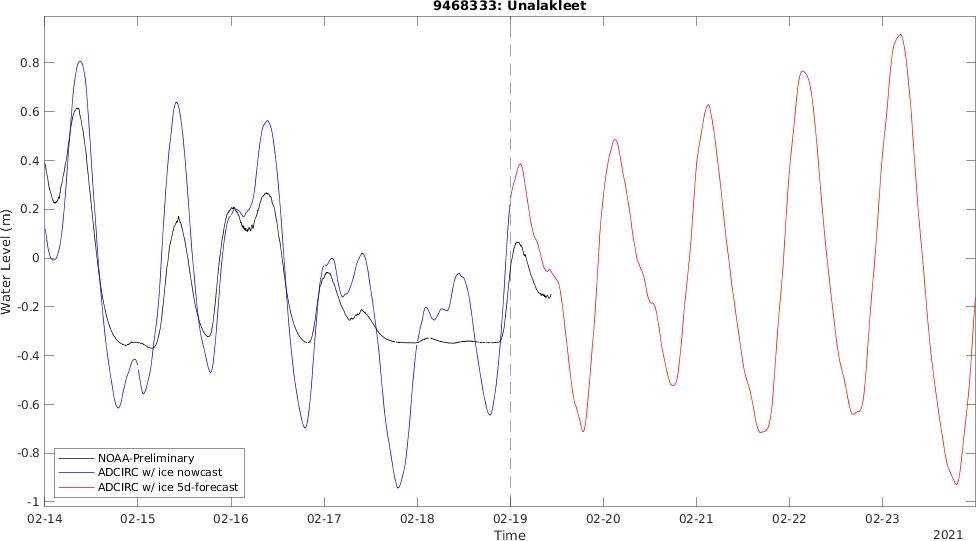 9468333: Unalakleet
Water Level (m)
0.8
0.6
0.4
0.2
0
-0.2
-0.4
-0.6
-0.8
-1
NOAA-Preliminary
ADCIRC w/ ice nowcast
ADCIRC w/ ice 5d-forecast
02-14 02-15 02-16 02-17 02-18 02-19 02-20 02-21 02-22 02-23
Time
2021